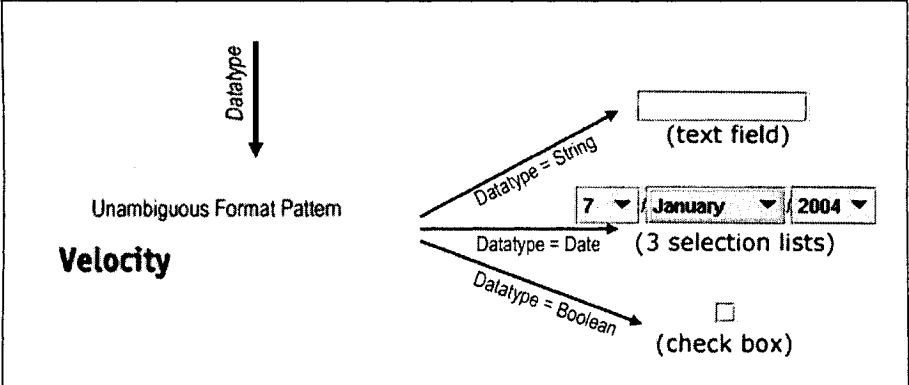 Datatype
(text field)
Datatype = String
Unambiguous Format Pattern
7 / January / 2004
Datatype = Date
(3 selection lists)
Velocity
Datatype = Boolean
(check box)